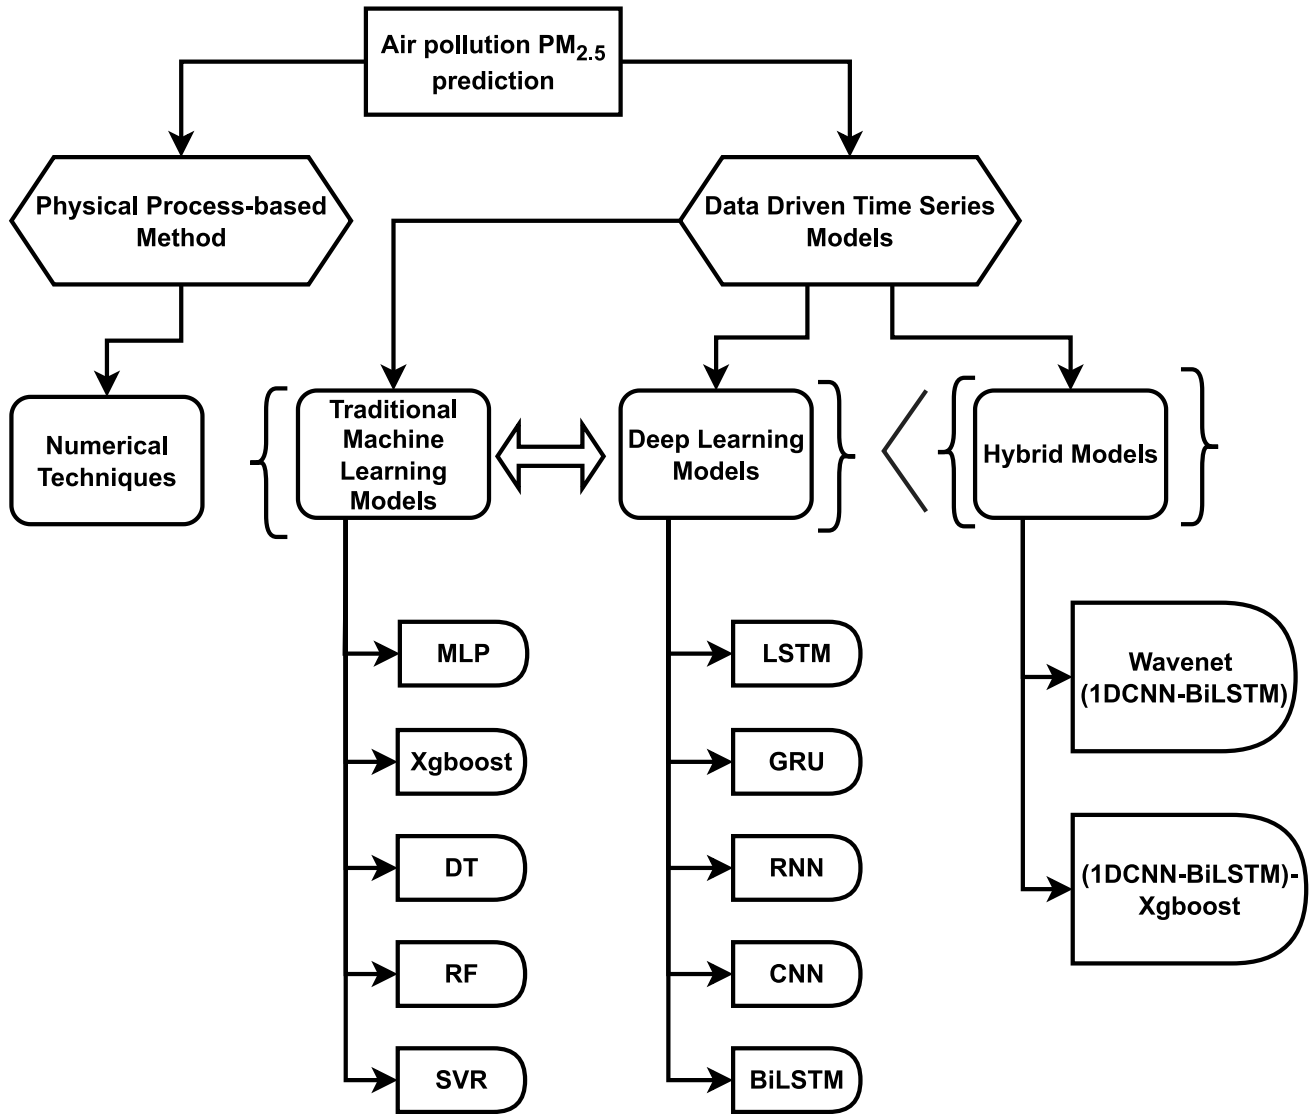 Air pollution PM2.5
prediction
Physical Process-based
Method
Data Driven Time Series
Models
Numerical
Techniques
Traditional
Machine
Learning
Models
Deep Learning
Models
Hybrid Models
MLP
Xgboost
DT
RF
SVR
LSTM
GRU
RNN
CNN
BiLSTM
Wavenet
(1DCNN-BiLSTM)
(1DCNN-BiLSTM)-
Xgboost